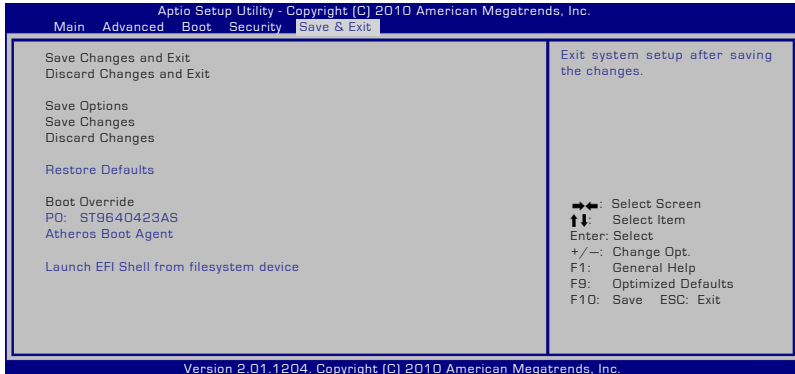 Aptio Setup Utility - Copyright (C) 2010 American Megatrends, Inc.
Main Advanced Boot Security Save & Exit
Save Changes and Exit
Discard Changes and Exit
Save Options
Save Changes
Discard Changes
Restore Defaults
Boot Override
P0: ST9640423AS
Atheros Boot Agent
Launch EFI Shell from filesystem device
Exit system setup after saving
the changes.
→←: Select Screen
↑↓: Select Item
Enter: Select
+/—: Change Opt.
F1: General Help
F9: Optimized Defaults
F10: Save ESC: Exit
Version 2.01.1204. Copyright (C) 2010 American Megatrends, Inc.